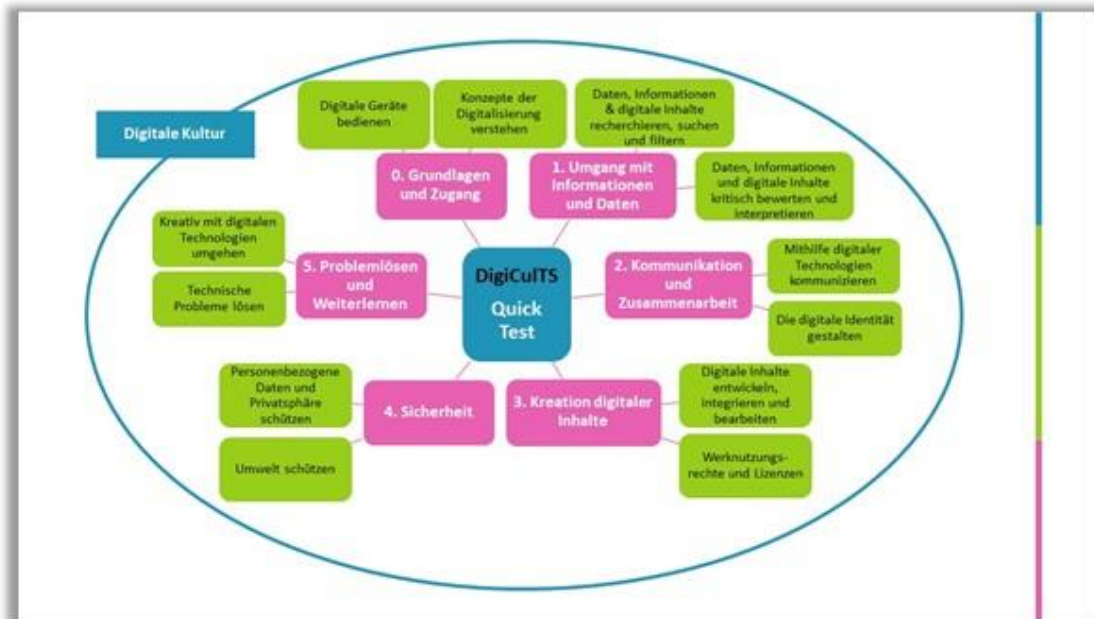 Digitale Kultur
Digitale Geräte
bedienen
Konzepte der
Digitalisierung
verstehen
Daten, Informationen
& digitale Inhalte
recherchieren, suchen
und filtern
0. Grundlagen
und Zugang
1. Umgang mit
Informationen
und Daten
Daten, Informationen
und digitale Inhalte
kritisch bewerten und
interpretieren
Kreativ mit digitalen
Technologien
umgehen
Technische
Probleme lösen
5. Problemlösen
und
Weiterlernen
DigiCulTS
Quick
Test
2. Kommunikation
und
Zusammenarbeit
Mithilfe digitaler
Technologien
kommunizieren
Die digitale Identität
gestalten
Personenbezogene
Daten und
Privatsphäre
schützen
Umwelt schützen
4. Sicherheit
3. Kreation digitaler
Inhalte
Digitale Inhalte
entwickeln,
integrieren und
bearbeiten
Werknutzungs-
rechte und Lizenzen